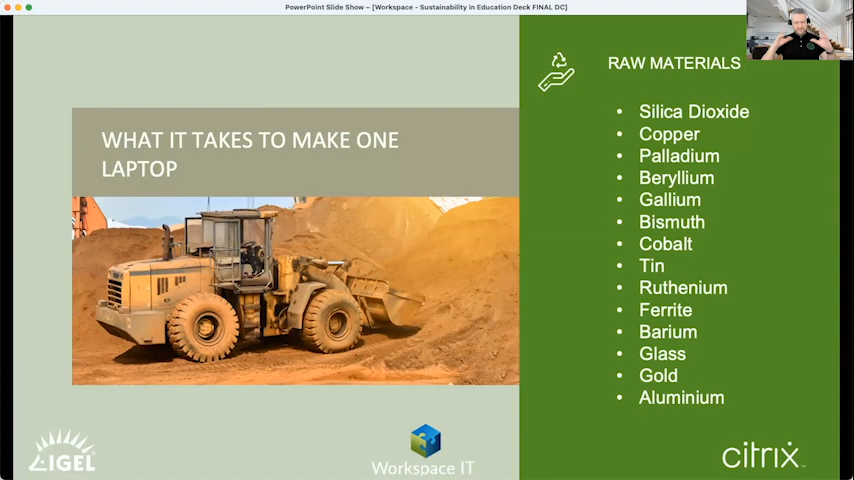 PowerPoint Slide Show – [Workspace - Sustainability in Education Deck FINAL DC]
WHAT IT TAKES TO MAKE ONE
LAPTOP
RAW MATERIALS
• Silica Dioxide
• Copper
• Palladium
• Beryllium
• Gallium
• Bismuth
• Cobalt
• Tin
• Ruthenium
• Ferrite
• Barium
• Glass
• Gold
• Aluminium
IGEL
Workspace IT
citrix